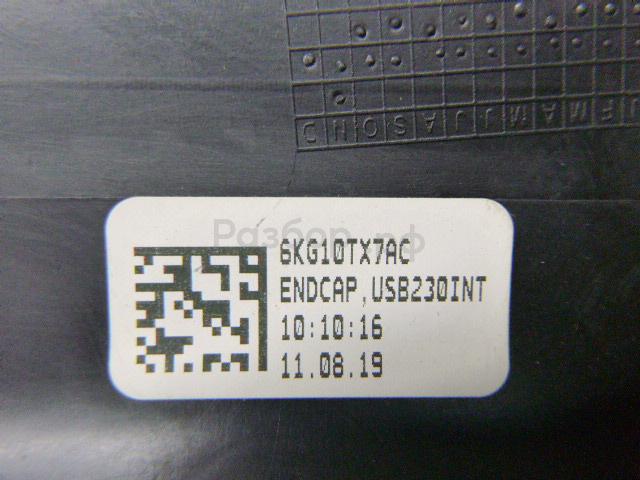 D N O S A J J M A M F J
Разбор.рф
6KG10TX7AC
ENDCAP,USB230INT
10:10:16
11.08.19